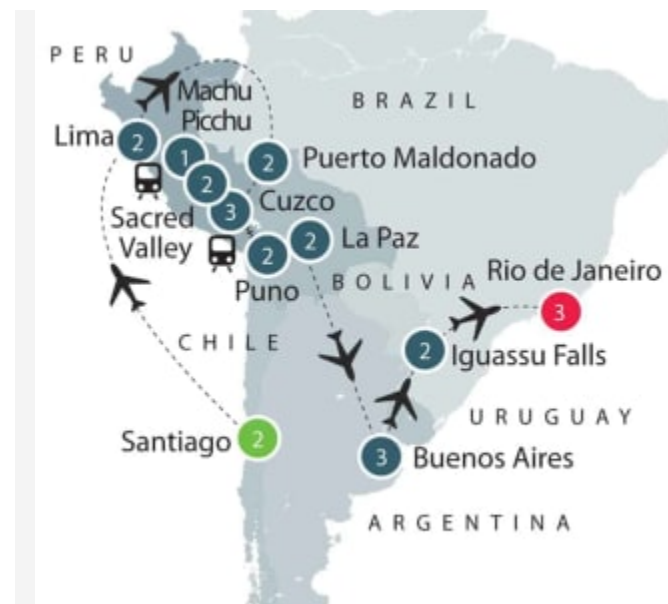 PERU
Machu
Picchu
BRAZIL
Lima
2
1
2
Puerto Maldonado
2
3
Cuzco
Sacred
Valley
2
La Paz
2
Puno
BOLIVIA
Rio de Janeiro
3
CHILE
2
Iguassu Falls
URUGUAY
Santiago
2
3
Buenos Aires
ARGENTINA